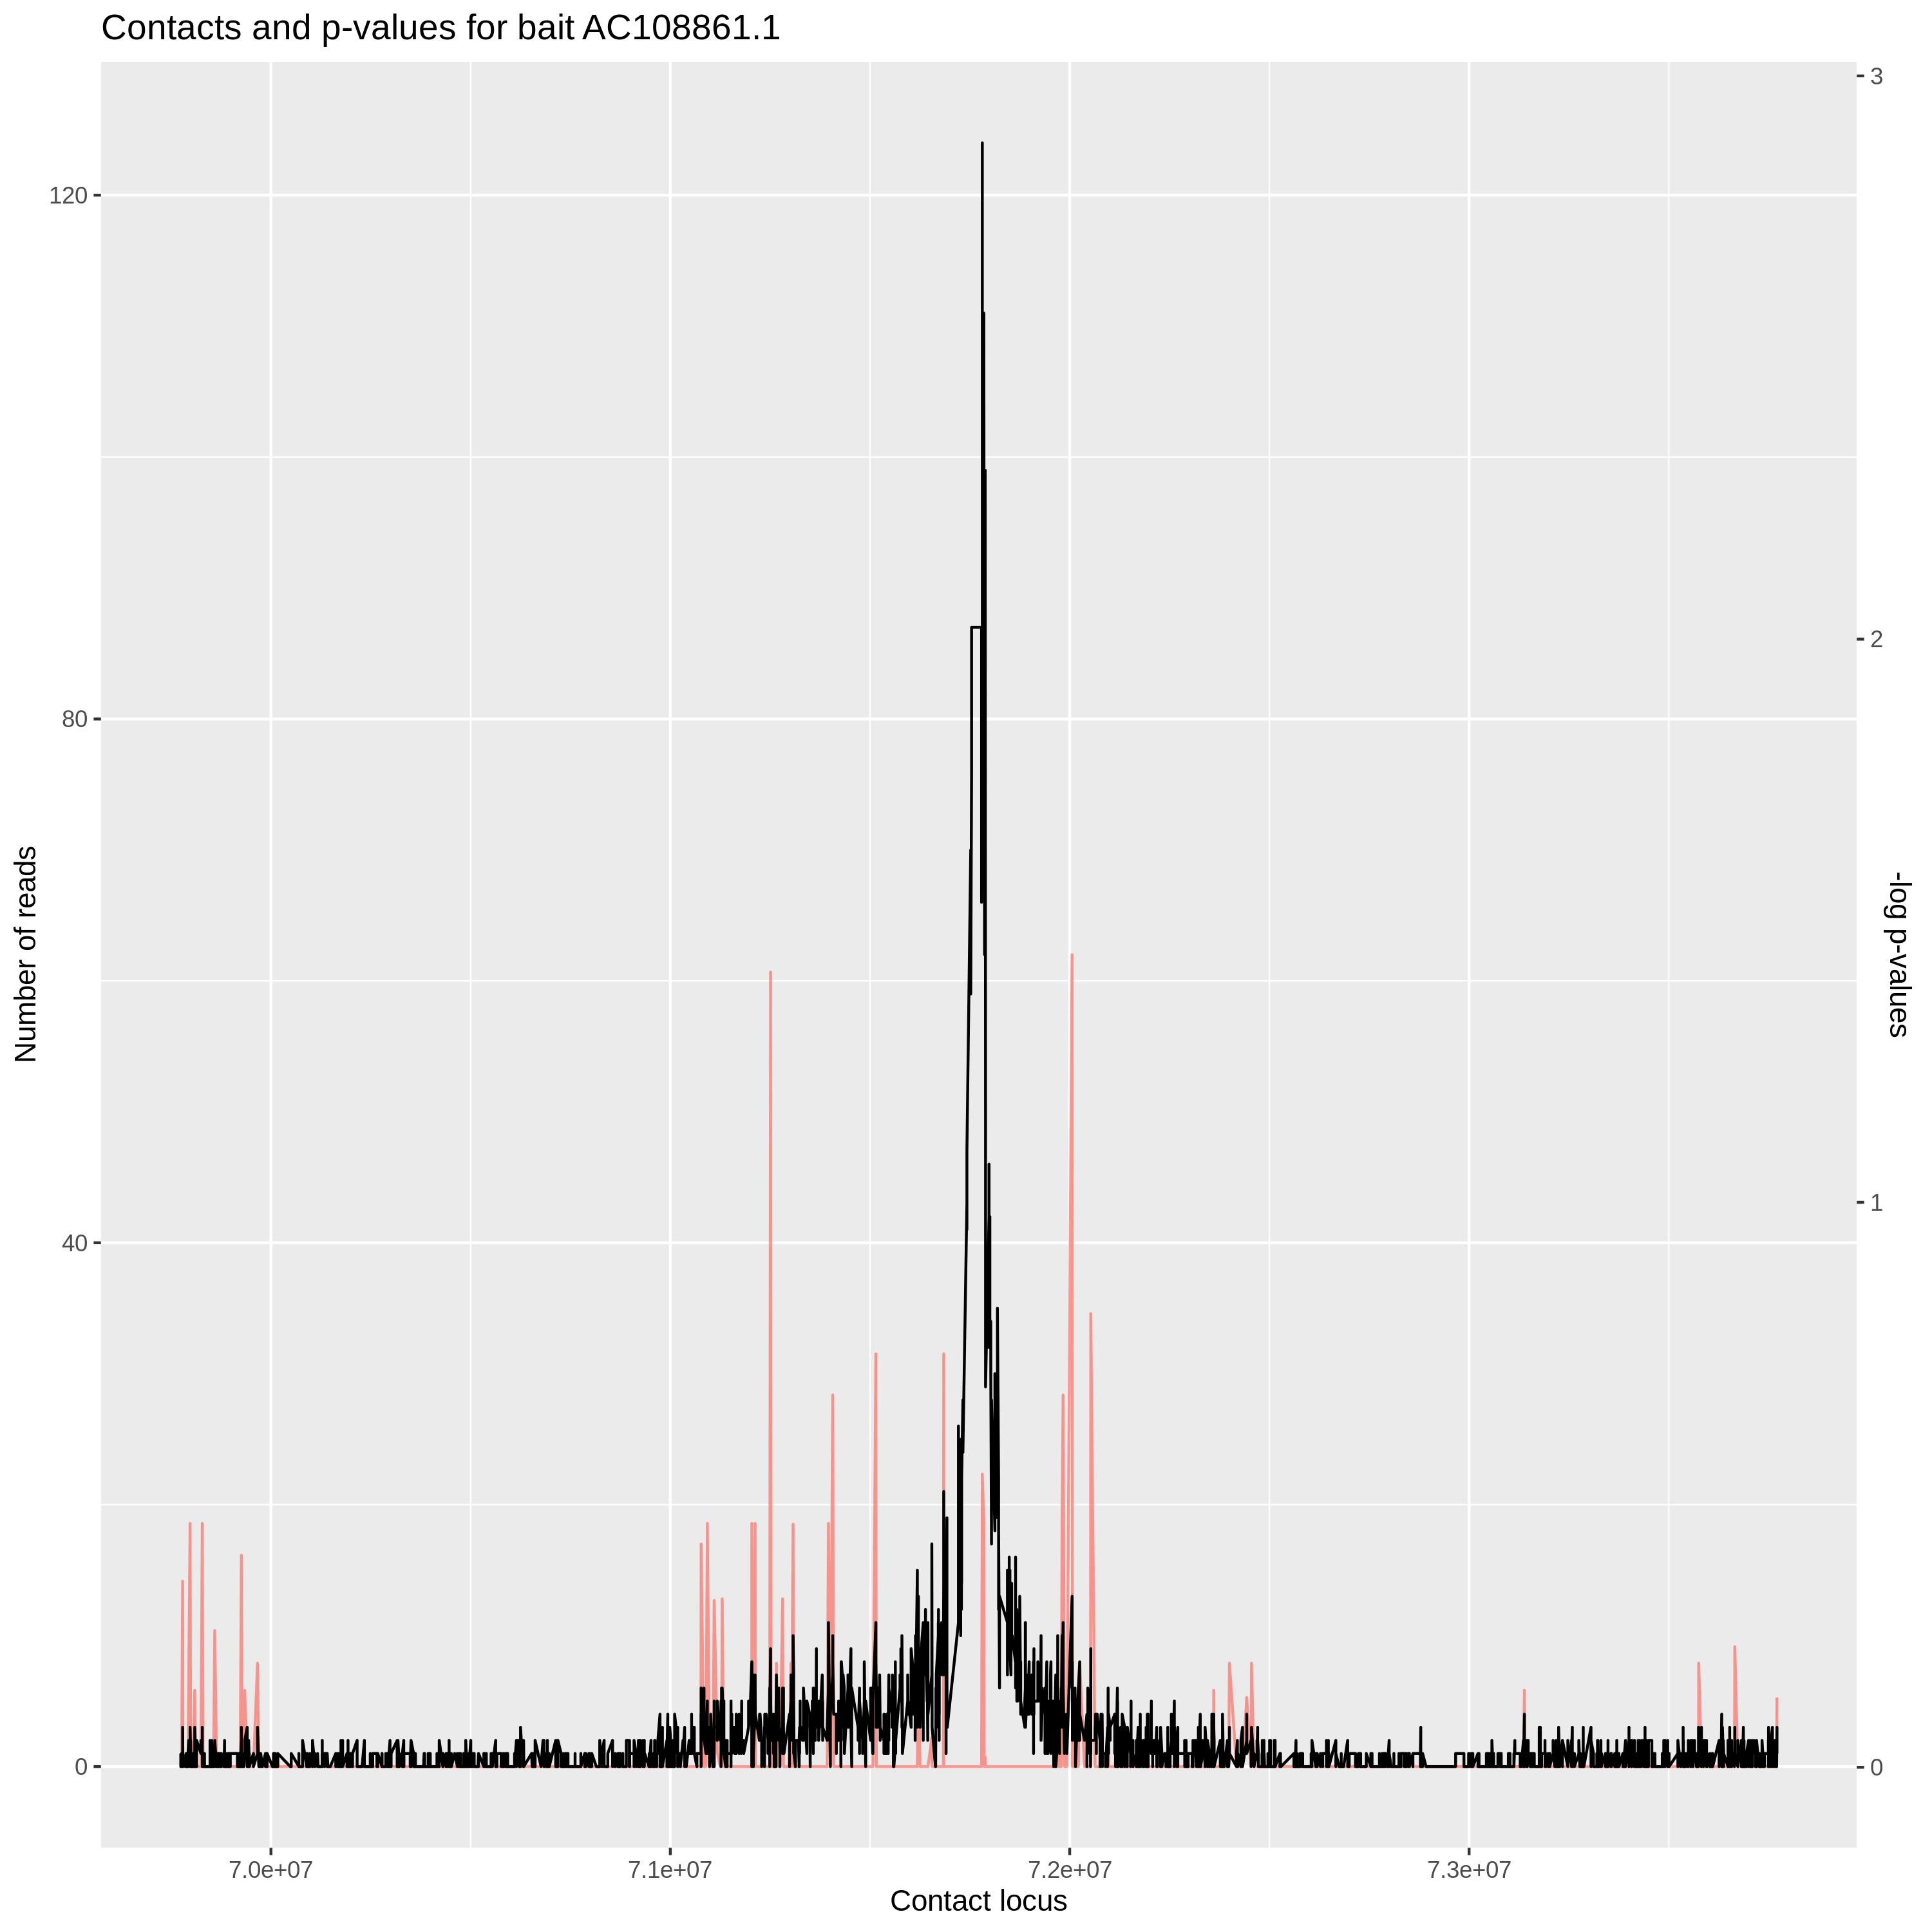 Contacts and p-values for bait AC108861.1
3
120
2
80
Number of reads
-log p-values
1
40
0
0
7.0e+07
7.1e+07
7.2e+07
7.3e+07
Contact locus